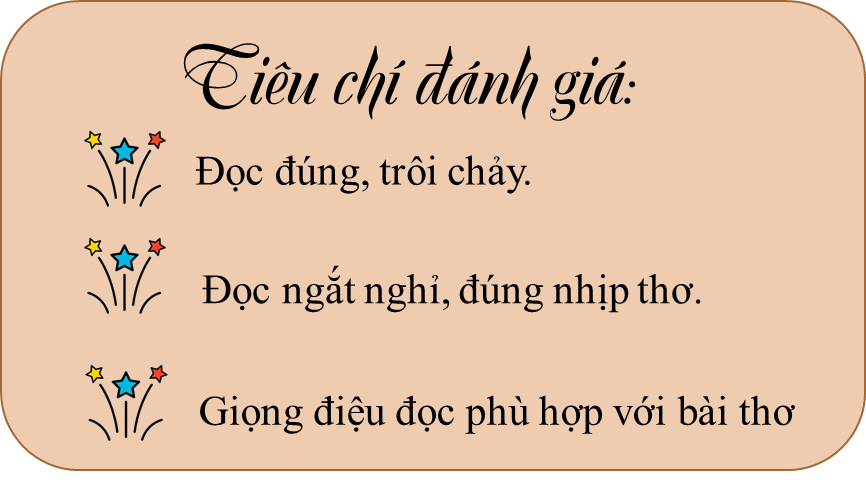 Tiêu chí đánh giá:
Đọc đúng, trôi chảy.
Đọc ngắt nghỉ, đúng nhịp thơ.
Giọng điệu đọc phù hợp với bài thơ